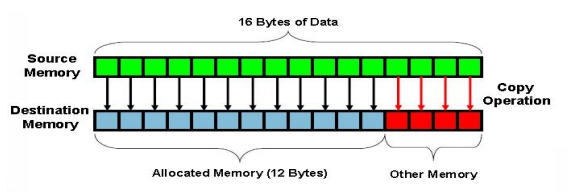 16 Bytes of Data
Source
Memory
Copy
Operation
Destination
Memory
Allocated Memory (12 Bytes)
Other Memory